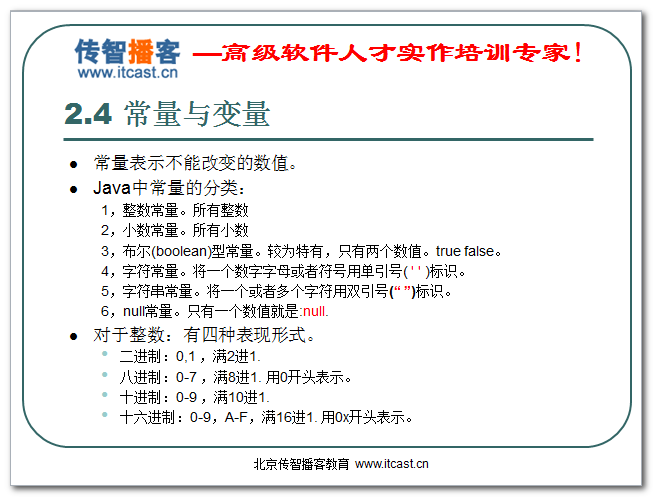 传智播客 —高级软件人才实作培训专家!
www.itcast.cn
2.4 常量与变量
● 常量表示不能改变的数值。
● Java中常量的分类：
1，整数常量。所有整数
2，小数常量。所有小数
3，布尔(boolean)型常量。较为特有，只有两个数值。true false。
4，字符常量。将一个数字字母或者符号用单引号( ' ' )标识。
5，字符串常量。将一个或者多个字符用双引号(“ ”)标识。
6，null常量。只有一个数值就是:null.
● 对于整数：有四种表现形式。
• 二进制：0,1 ，满2进1.
• 八进制：0-7 ，满8进1. 用0开头表示。
• 十进制：0-9 ，满10进1.
• 十六进制：0-9，A-F，满16进1. 用0x开头表示。
北京传智播客教育 www.itcast.cn